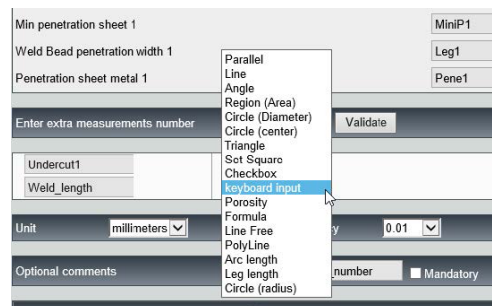 Min penetration sheet 1 MiniP1
Weld Bead penetration width 1 Leg1
Penetration sheet metal 1 Pene1
Parallel
Line
Angle
Region (Area)
Circle (Diameter)
Circle (center)
Triangle
Set Square
Checkbox
keyboard input
Porosity
Formula
Line Free
PolyLine
Arc length
Leg length
Circle (radius)
Enter extra measurements number Validate
Undercut1
Weld_length
Unit millimeters y 0.01
Optional comments _number Mandatory